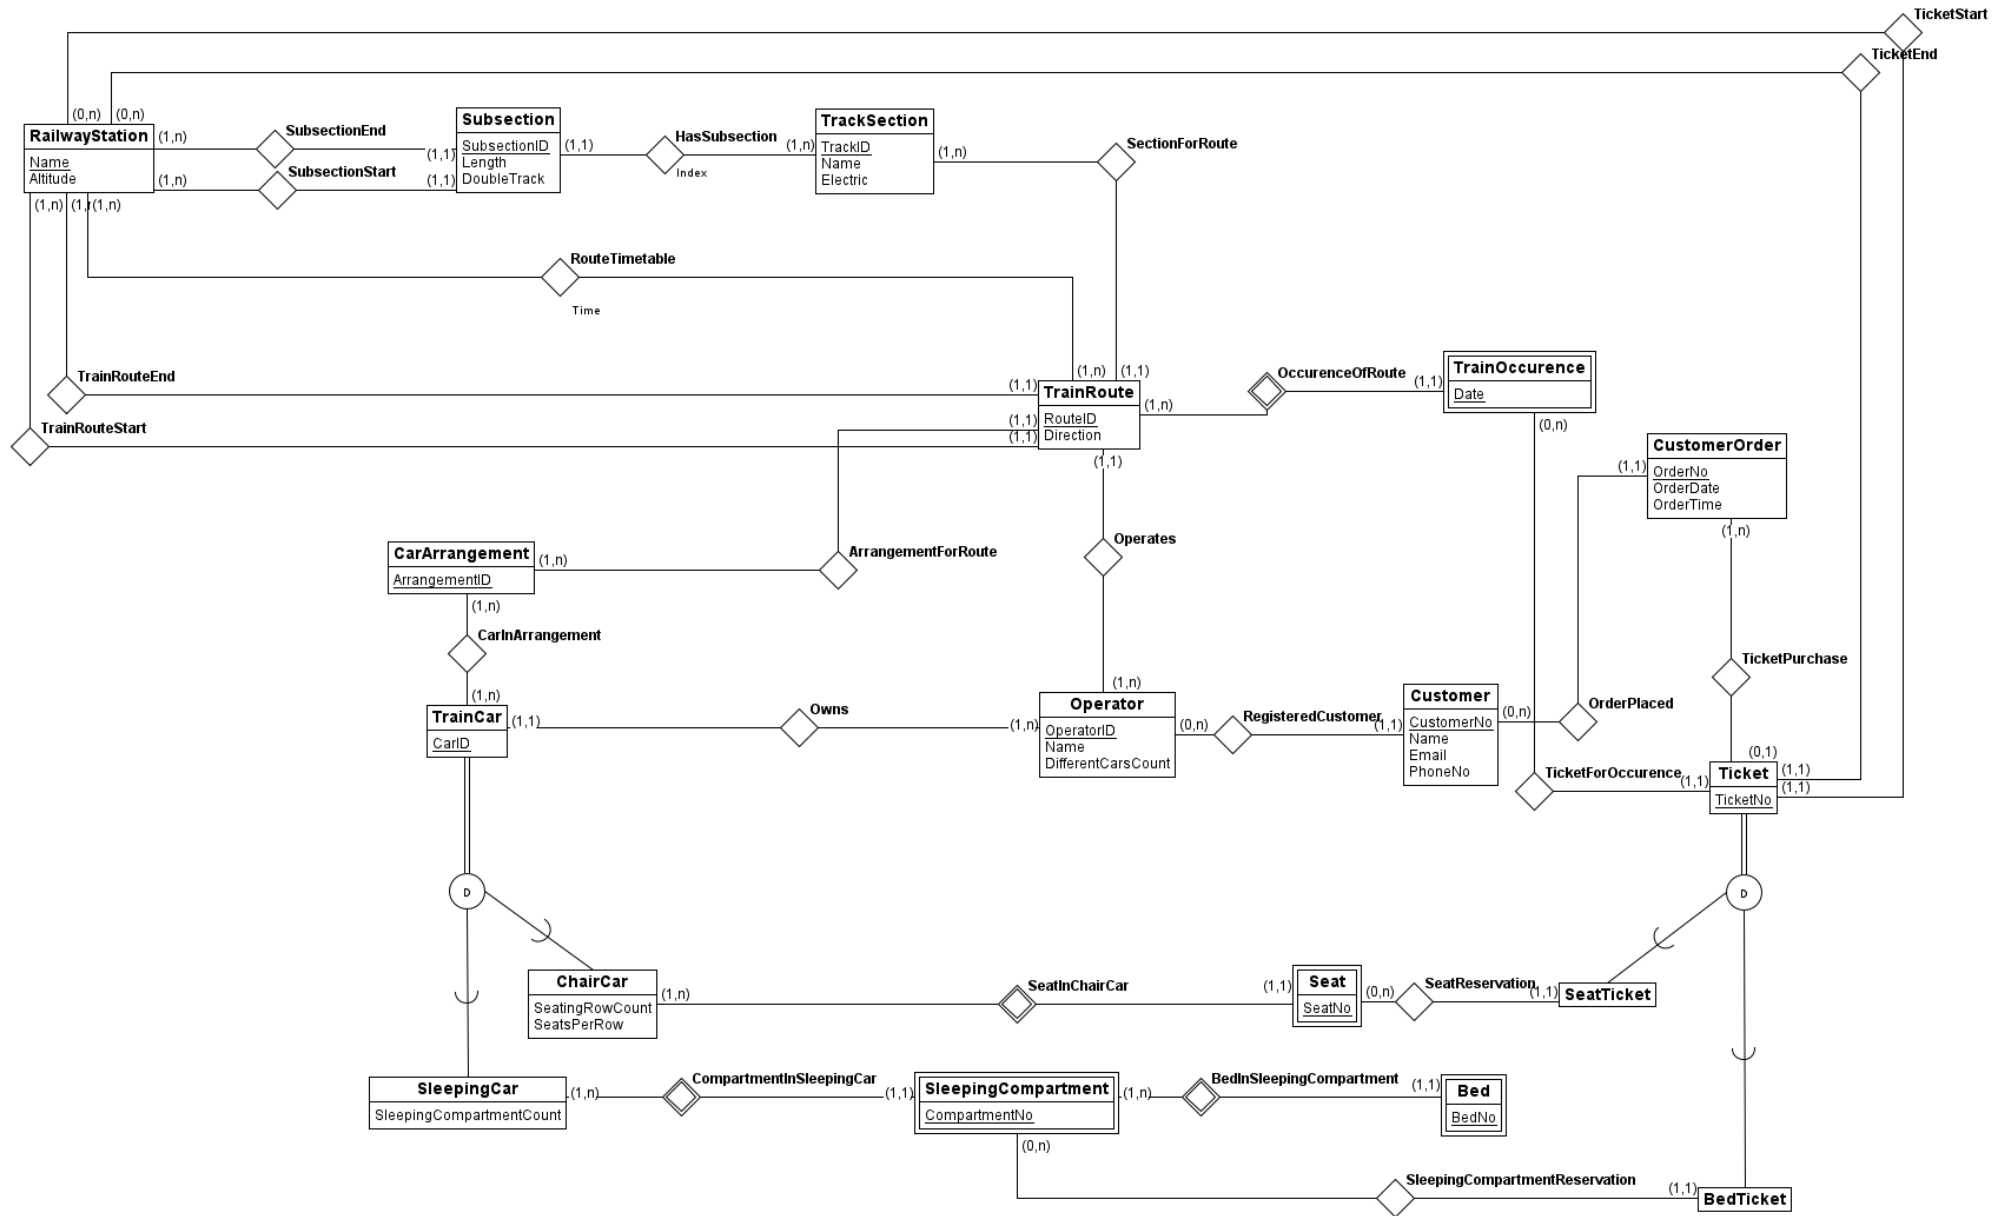 TicketStart
TicketEnd
(0,n) (0,n)
RailwayStation
Name
Altitude
(1,n)
SubsectionEnd
(1,1)
(1,n)
SubsectionStart
(1,1)
Subsection
SubsectionID
Length
DoubleTrack
(1,1)
HasSubsection
Index
(1,n)
TrackSection
TrackID
Name
Electric
(1,n)
SectionForRoute
(1,n) (1,n)
RouteTimetable
Time
TrainRouteEnd
TrainRouteStart
(1,n) (1,1)
(1,1)
TrainRoute
RouteID
Direction
(1,1)
(1,1)
(1,n)
OccurenceOfRoute
(1,1)
TrainOccurence
Date
(0,n)
(1,1)
CustomerOrder
OrderNo
OrderDate
OrderTime
(1,1)
(1,n)
CarArrangement
ArrangementID
(1,n)
ArrangementForRoute
Operates
(1,n)
CarInArrangement
(1,n)
TicketPurchase
TrainCar
CarID
(1,1)
Owns
(1,n)
(1,n)
Operator
OperatorID
Name
DifferentCarsCount
(0,n)
RegisteredCustomer
(1,1)
Customer
CustomerNo
Name
Email
PhoneNo
(0,n)
OrderPlaced
TicketForOccurence
(1,1)
(0,1)
Ticket
TicketNo
(1,1)
(1,1)
D
D
ChairCar
SeatingRowCount
SeatsPerRow
(1,n)
SeatInChairCar
(1,1)
Seat
SeatNo
(0,n)
SeatReservation
(1,1)
SeatTicket
SleepingCar
SleepingCompartmentCount
(1,n)
CompartmentInSleepingCar
(1,1)
SleepingCompartment
CompartmentNo
(1,n)
BedInSleepingCompartment
(1,1)
Bed
BedNo
(0,n)
SleepingCompartmentReservation
(1,1)
BedTicket